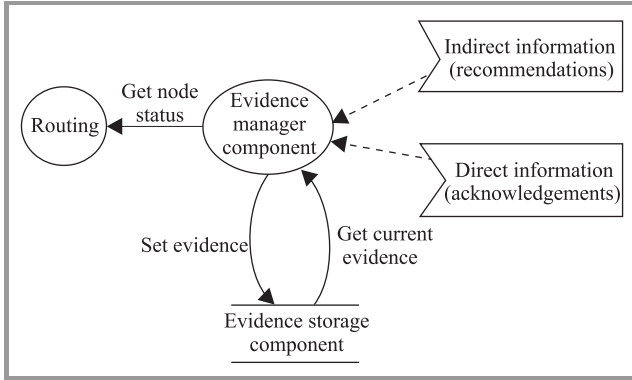 Indirect information
(recommendations)
Get node
status
Routing
Evidence
manager
component
Direct information
(acknowledgements)
Set evidence
Get current
evidence
Evidence storage
component